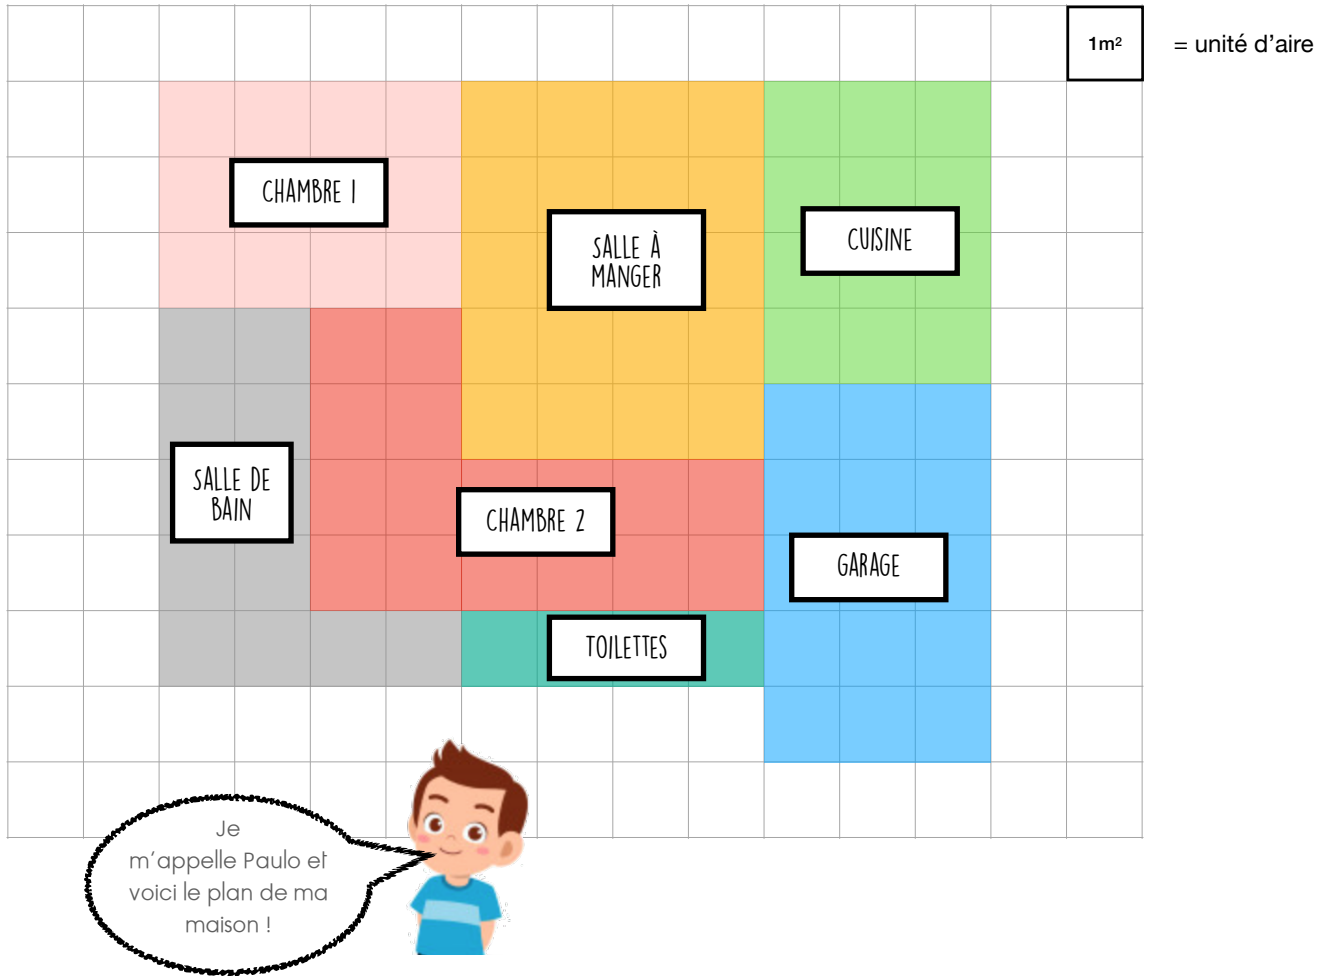 1m²
= unité d’aire
CHAMBRE 1
SALLE À
MANGER
CUISINE
SALLE DE
BAIN
CHAMBRE 2
GARAGE
TOILETTES
Je
m’appelle Paulo et
voici le plan de ma
maison !